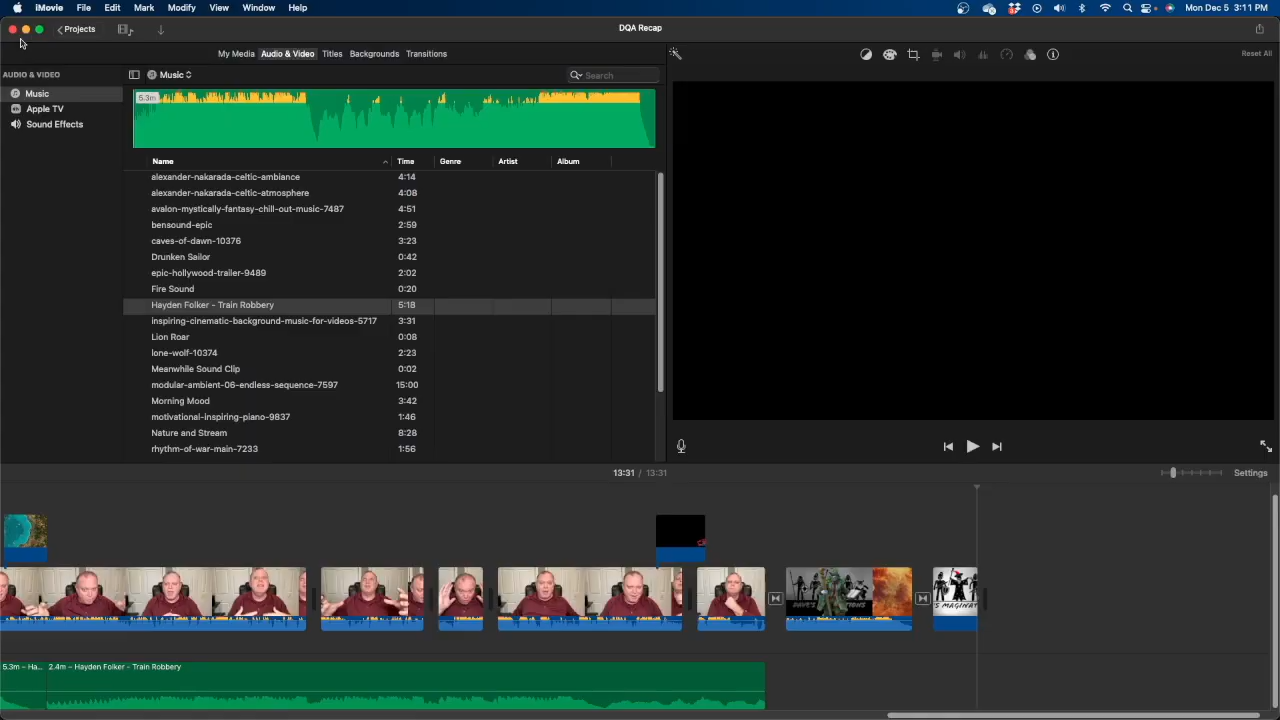 iMovie File Edit Mark Modify View Window Help Mon Dec 5 3:11 PM
Projects DQA Recap
My Media Audio & Video Titles Backgrounds Transitions Reset All
AUDIO & VIDEO Music Search
Music
Apple TV
Sound Effects
5.3m
Name Time Genre Artist Album
alexander-nakarada-celtic-ambiance 4:14
alexander-nakarada-celtic-atmosphere 4:08
avalon-mystically-fantasy-chill-out-music-7487 4:51
bensound-epic 2:59
caves-of-dawn-10376 3:23
Drunken Sailor 0:42
epic-hollywood-trailer-9489 2:02
Fire Sound 0:20
Hayden Folker - Train Robbery 5:18
inspiring-cinematic-background-music-for-videos-5717 3:31
Lion Roar 0:08
lone-wolf-10374 2:23
Meanwhile Sound Clip 0:02
modular-ambient-06-endless-sequence-7597 15:00
Morning Mood 3:42
motivational-inspiring-piano-9837 1:46
Nature and Stream 8:28
rhythm-of-war-main-7233 1:56
13:31 / 13:31 Settings
5.3m – Ha... 2.4m – Hayden Folker - Train Robbery